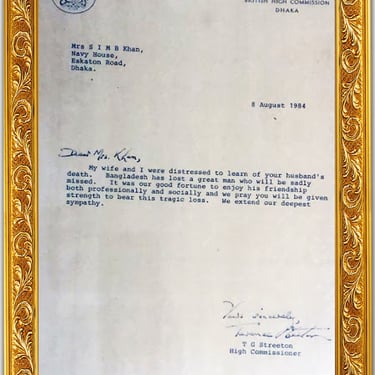 BRITISH HIGH COMMISSION
DHAKA
Mrs S I M B Khan,
Navy House,
Eskaton Road,
Dhaka.
8 August 1984
Dear Mrs. Khan,
My wife and I were distressed to learn of your husband's
death. Bangladesh has lost a great man who will be sadly
missed. It was our good fortune to enjoy his friendship
both professionally and socially and we pray you will be given
strength to bear this tragic loss. We extend our deepest
sympathy.
Yours sincerely,
Terence Streeton
T G Streeton
High Commissioner